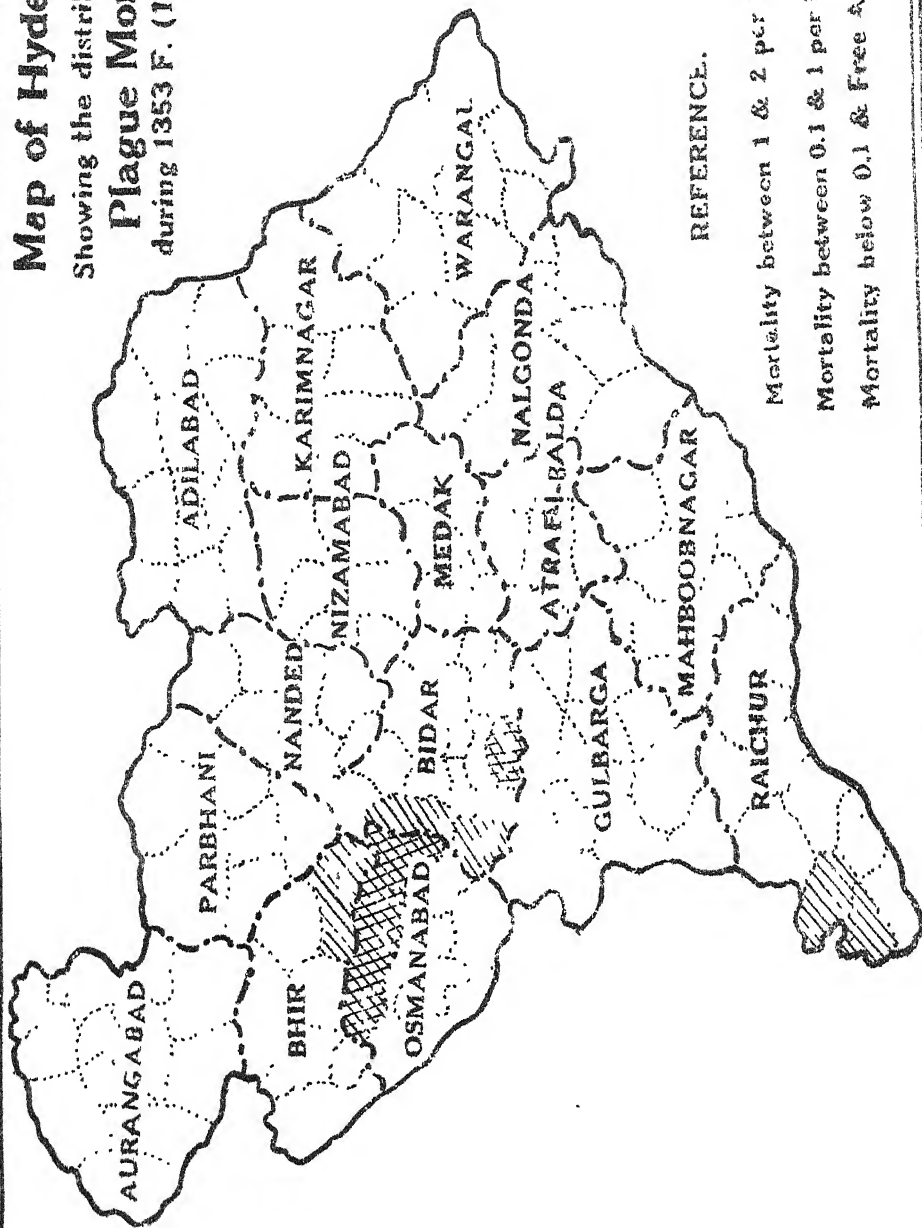 Map of Hyde
Showing the distri
Plague Mor
during 1353 F. (1
AURANGABAD
PARBHANI
NANDED
ADILABAD
BHIR
OSMANABAD
BIDAR
NIZAMABAD
KARIMNAGAR
MEDAK
WARANGAL
NALGONDA
ATRAFI-BALDA
GULBARGA
MAHBOOBNAGAR
RAICHUR
REFERENCE.
Mortality between 1 & 2 per
Mortality between 0.1 & 1 per
Mortality below 0.1 & Free